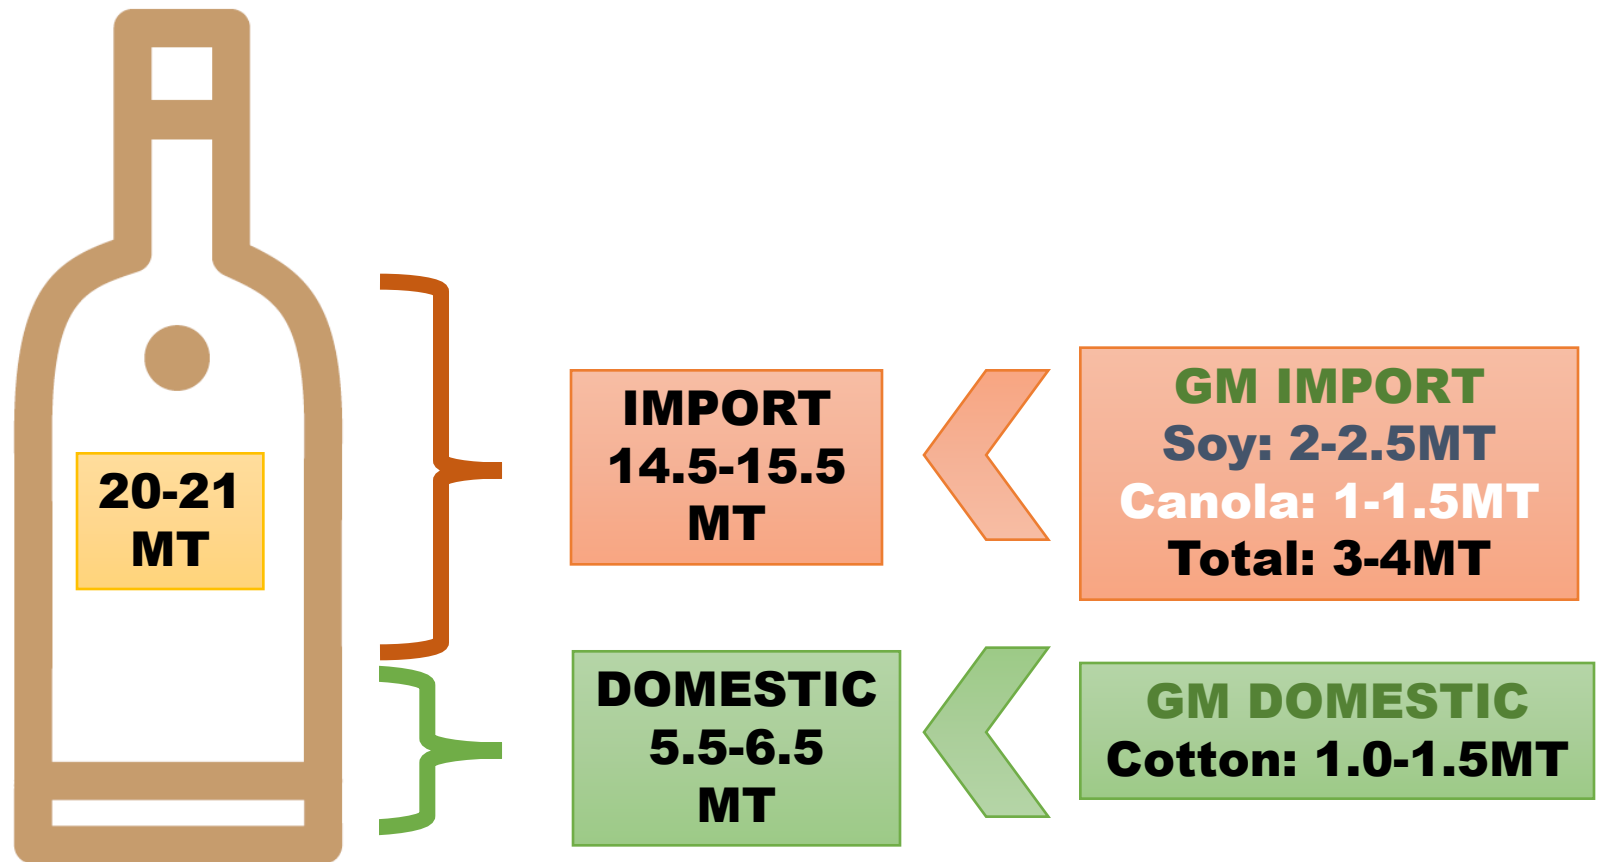 20-21
MT
IMPORT
14.5-15.5
MT
GM IMPORT
Soy: 2-2.5MT
Canola: 1-1.5MT
Total: 3-4MT
DOMESTIC
5.5-6.5
MT
GM DOMESTIC
Cotton: 1.0-1.5MT